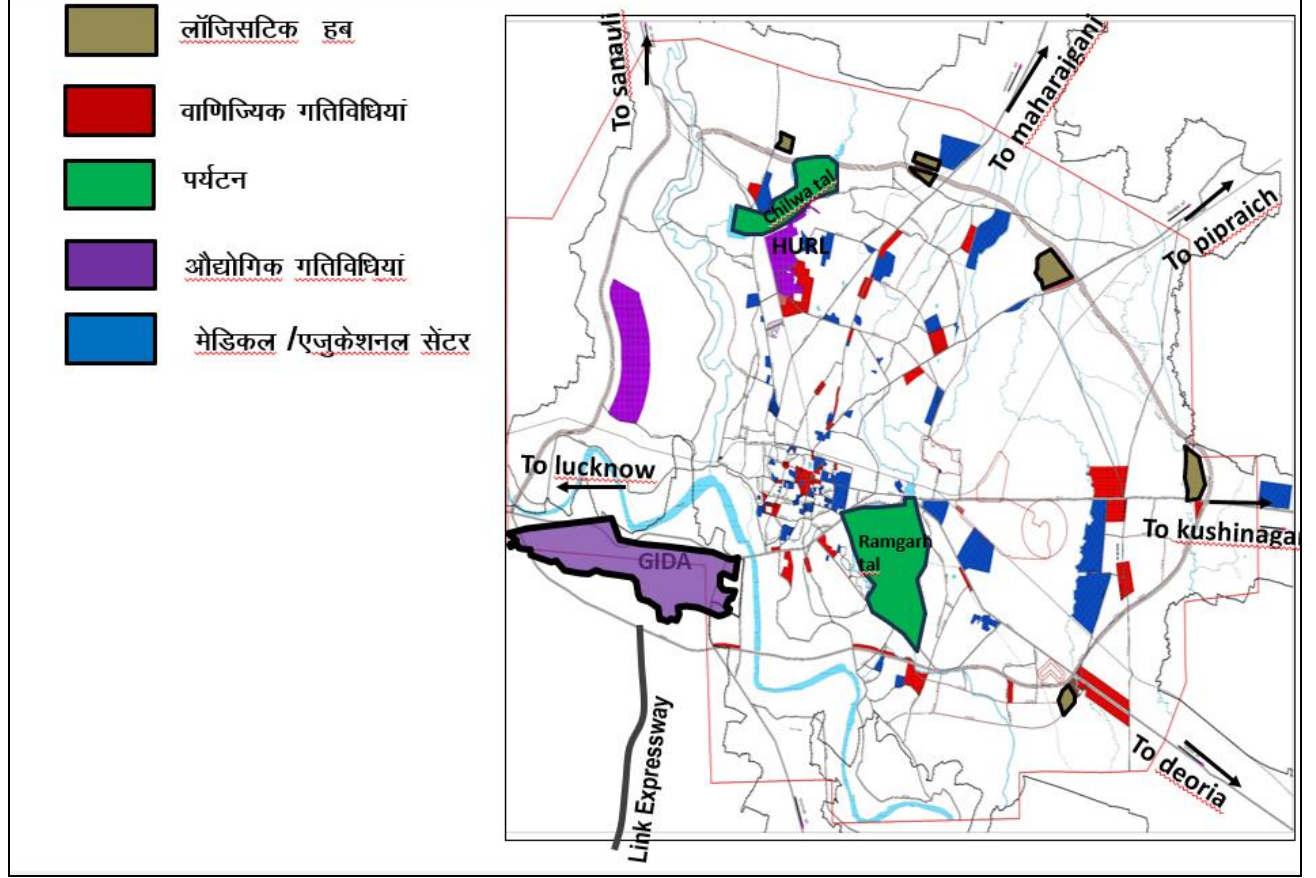 लॉजिसटिक हब
वाणिज्यिक गतिविधियां
पर्यटन
औद्योगिक गतिविधियां
मेडिकल /एजुकेशनल सेंटर
To sanauli
To maharajganj
To pipraich
Chilwa tal
HURL
To lucknow
To kushinagar
GIDA
Ramgarh
tal
Link Expressway
To deoria